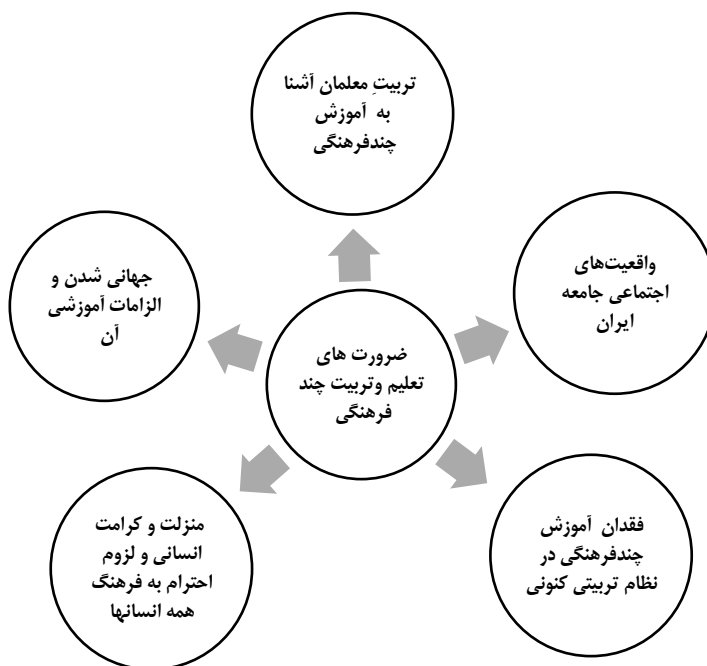 تربیتِ معلمان آشنا
به آموزش
چندفرهنگی
واقعیت‌های
اجتماعی جامعه
ایران
جهانی شدن و
الزامات آموزشی
آن
ضرورت های
تعلیم وتربیت چند
فرهنگی
فقدان آموزش
چندفرهنگی در
نظام تربیتی کنونی
منزلت و کرامت
انسانی و لزوم
احترام به فرهنگ
همه انسانها